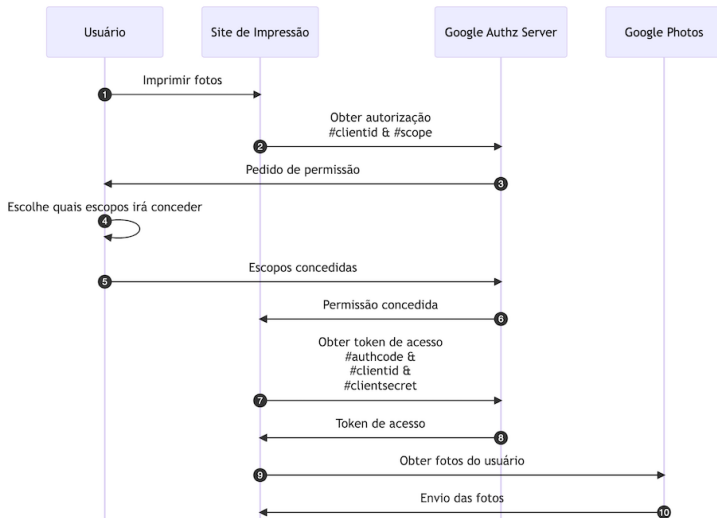 Usuário
Site de Impressão
Google Authz Server
Google Photos
Imprimir fotos
1
Obter autorização
#clientid & #scope
2
Pedido de permissão
3
Escolhe quais escopos irá conceder
4
Escopos concedidas
5
Permissão concedida
6
Obter token de acesso
#authcode &
#clientid &
#clientsecret
7
Token de acesso
8
Obter fotos do usuário
9
Envio das fotos
10